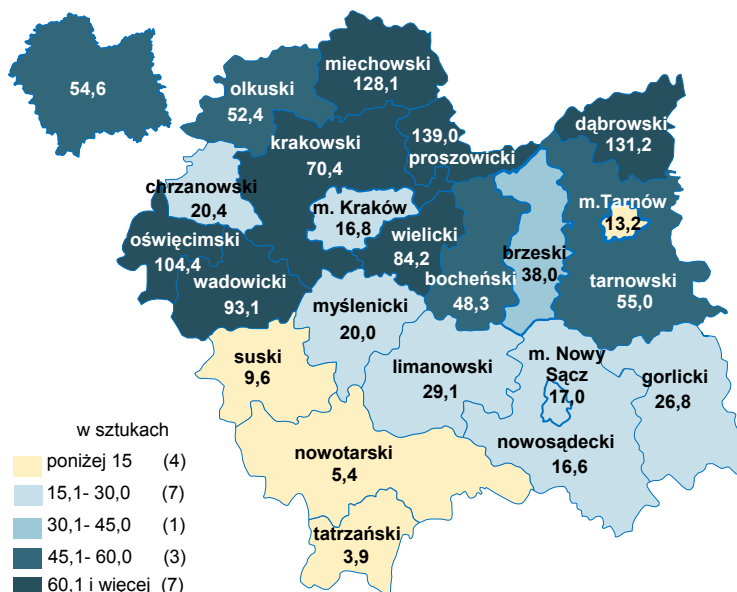 54,6
miechowski
128,1
olkuski
52,4
dąbrowski
131,2
139,0
proszowicki
krakowski
70,4
chrzanowski
20,4
m. Kraków
16,8
m.Tarnów
13,2
oświęcimski
104,4
wielicki
84,2
brzeski
38,0
bocheński
48,3
tarnowski
55,0
wadowicki
93,1
myślenicki
20,0
suski
9,6
limanowski
29,1
m. Nowy
Sącz
17,0
gorlicki
26,8
nowosądecki
16,6
nowotarski
5,4
tatrzański
3,9
w sztukach
poniżej 15 (4)
15,1- 30,0 (7)
30,1- 45,0 (1)
45,1- 60,0 (3)
60,1 i więcej (7)